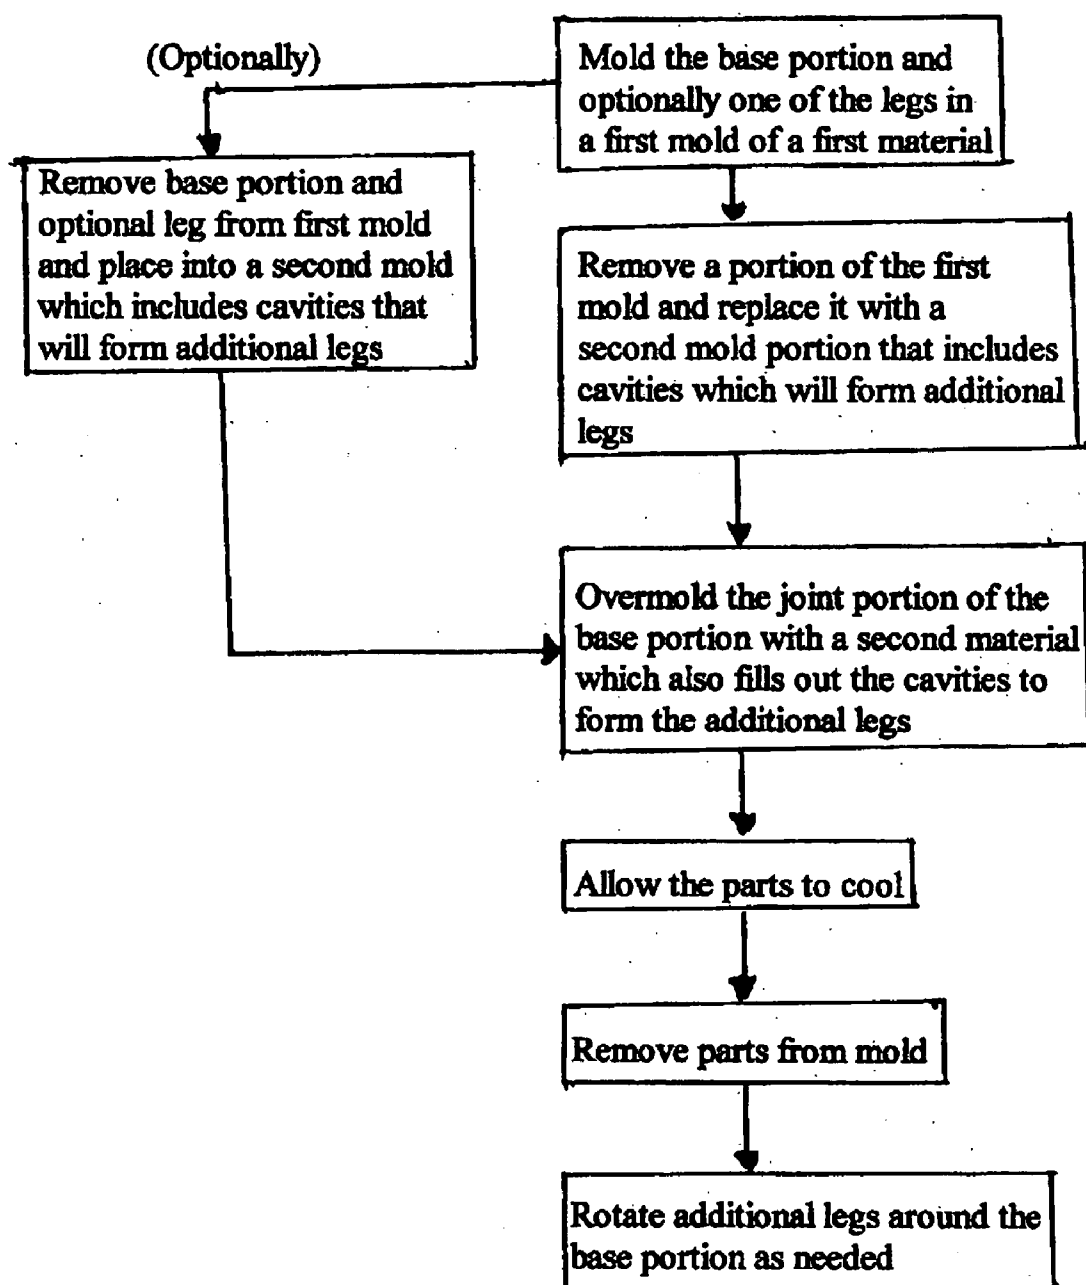 (Optionally)
Mold the base portion and
optionally one of the legs in
a first mold of a first material
Remove base portion and
optional leg from first mold
and place into a second mold
which includes cavities that
will form additional legs
Remove a portion of the first
mold and replace it with a
second mold portion that includes
cavities which will form additional
legs
Overmold the joint portion of the
base portion with a second material
which also fills out the cavities to
form the additional legs
Allow the parts to cool
Remove parts from mold
Rotate additional legs around the
base portion as needed